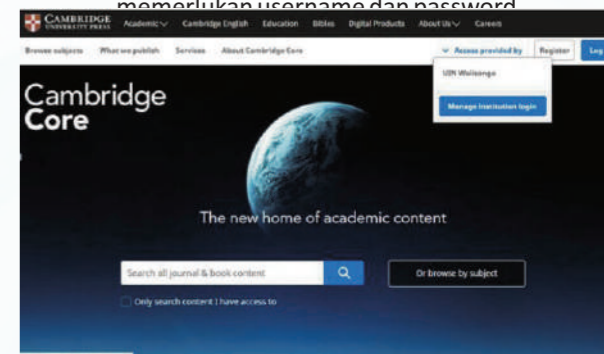 memerlukan username dan password
CAMBRIDGE UNIVERSITY PRESS Academic Cambridge English Education Bibles Digital Products About Us Careers
Browse subjects What we publish Services About Cambridge Core Access provided by Register Log
UIN Walisongo
Manage institution login
Cambridge
Core
The new home of academic content
Search all journal & book content Or browse by subject
Only search content I have access to